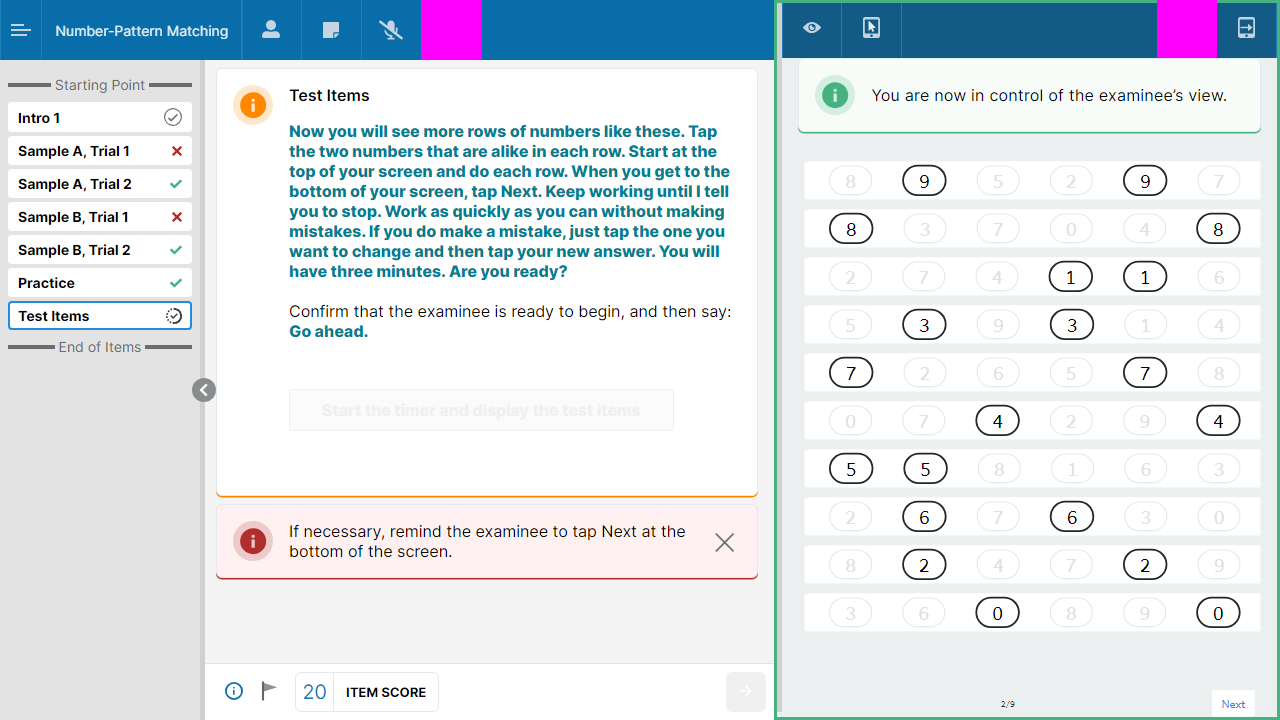 Number-Pattern Matching
Starting Point
Intro 1
Sample A, Trial 1
Sample A, Trial 2
Sample B, Trial 1
Sample B, Trial 2
Practice
Test Items
End of Items
Test Items
Now you will see more rows of numbers like these. Tap
the two numbers that are alike in each row. Start at the
top of your screen and do each row. When you get to the
bottom of your screen, tap Next. Keep working until I tell
you to stop. Work as quickly as you can without making
mistakes. If you do make a mistake, just tap the one you
want to change and then tap your new answer. You will
have three minutes. Are you ready?
Confirm that the examinee is ready to begin, and then say:
Go ahead.
Start the timer and display the test items
If necessary, remind the examinee to tap Next at the
bottom of the screen.
20 ITEM SCORE
You are now in control of the examinee’s view.
8 9 5 2 9 7
8 3 7 0 4 8
2 7 4 1 1 6
5 3 9 3 1 4
7 2 6 5 7 8
0 7 4 2 9 4
5 5 8 1 6 3
2 6 7 6 3 0
8 2 4 7 2 9
3 6 0 8 9 0
2/9
Next